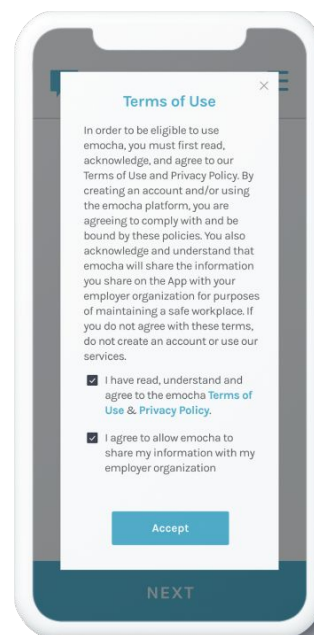 Terms of Use
In order to be eligible to use
emocha, you must first read,
acknowledge, and agree to our
Terms of Use and Privacy Policy. By
creating an account and/or using
the emocha platform, you are
agreeing to comply with and be
bound by these policies. You also
acknowledge and understand that
emocha will share the information
you share on the App with your
employer organization for purposes
of maintaining a safe workplace. If
you do not agree with these terms,
do not create an account or use our
services.
I have read, understand and
agree to the emocha Terms of
Use & Privacy Policy.
I agree to allow emocha to
share my information with my
employer organization
Accept
NEXT